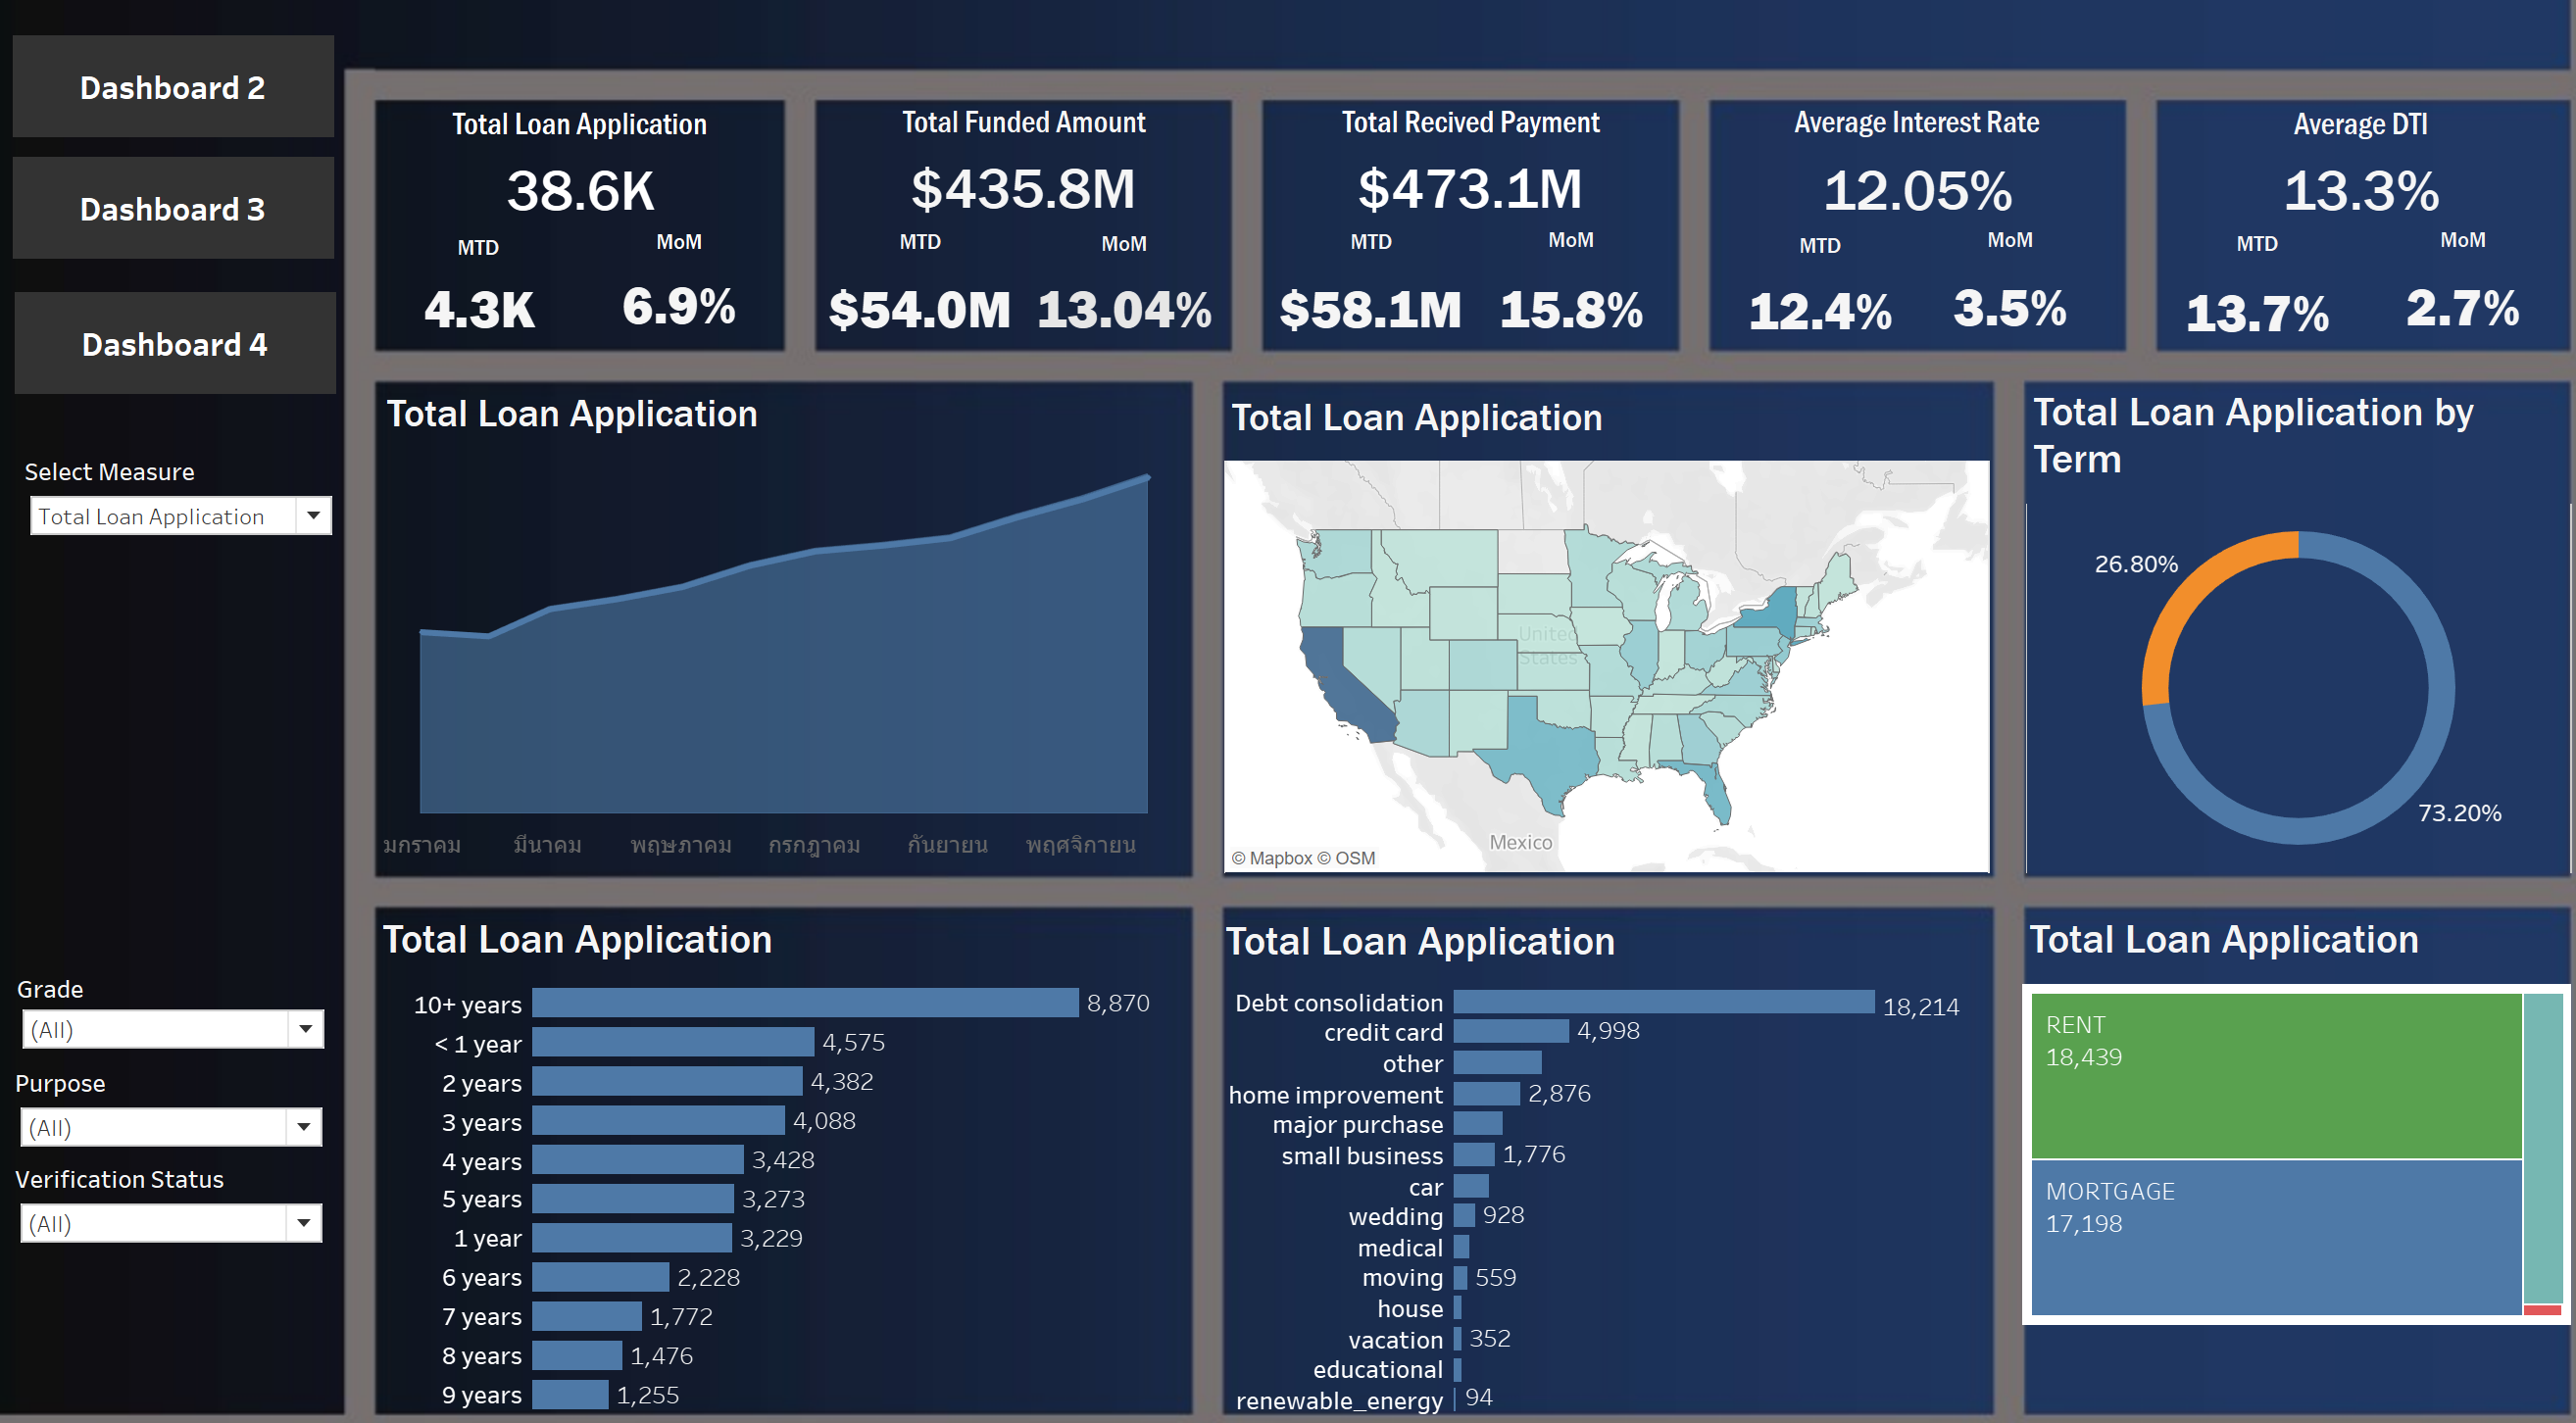 Dashboard 2
Dashboard 3
Dashboard 4
Select Measure
Total Loan Application
Grade
(All)
Purpose
(All)
Verification Status
(All)
Total Loan Application
38.6K
MTD MoM
4.3K 6.9%
Total Funded Amount
$435.8M
MTD MoM
$54.0M 13.04%
Total Recived Payment
$473.1M
MTD MoM
$58.1M 15.8%
Average Interest Rate
12.05%
MTD MoM
12.4% 3.5%
Average DTI
13.3%
MTD MoM
13.7% 2.7%
Total Loan Application
มกราคม มีนาคม พฤษภาคม กรกฎาคม กันยายน พฤศจิกายน
Total Loan Application
United
States
Mexico
© Mapbox © OSM
Total Loan Application by
Term
26.80%
73.20%
Total Loan Application
10+ years 8,870
< 1 year 4,575
2 years 4,382
3 years 4,088
4 years 3,428
5 years 3,273
1 year 3,229
6 years 2,228
7 years 1,772
8 years 1,476
9 years 1,255
Total Loan Application
Debt consolidation 18,214
credit card 4,998
other
home improvement 2,876
major purchase
small business 1,776
car
wedding 928
medical
moving 559
house
vacation 352
educational
renewable_energy 94
Total Loan Application
RENT
18,439
MORTGAGE
17,198